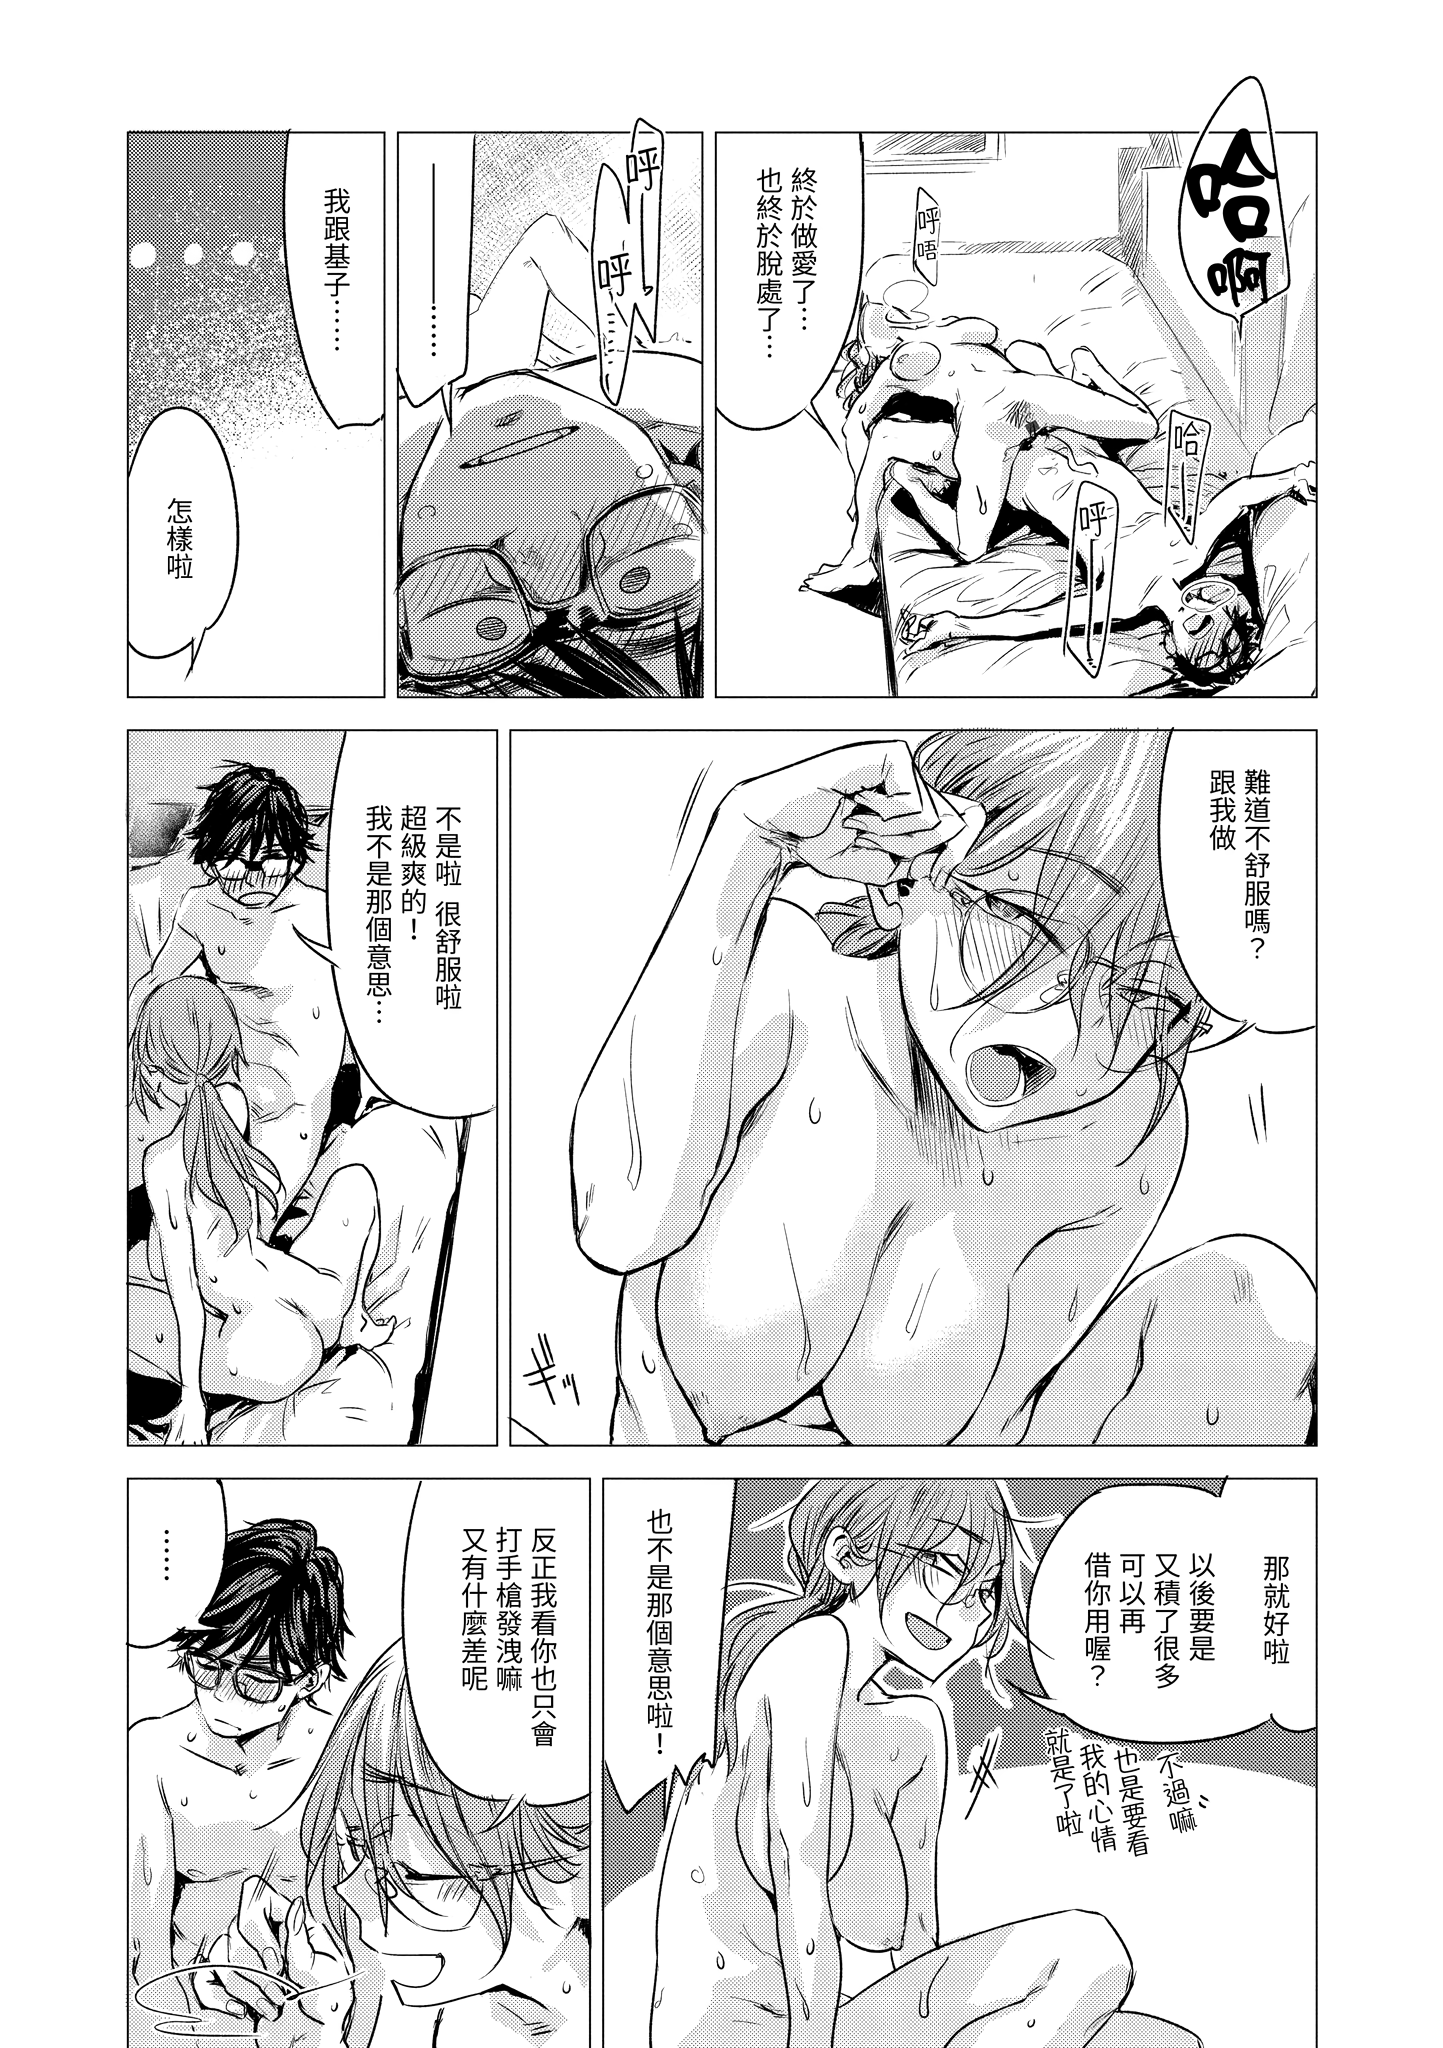 哈啊
呼唔
終於做愛了…
也終於脫處了…
哈—
呼——
呼—
呼—
————……
我跟基子……
怎樣啦
難道不舒服嗎？
跟我做
ギッ
不是啦 很舒服啦
超級爽的！
我不是那個意思…
那就好啦
以後要是
又積了很多
可以再
借你用喔？
不過嘛
也是要看
我的心情
就是了啦
也不是那個意思啦！
反正我看你也只會
打手槍發洩嘛
又有什麼差呢
……